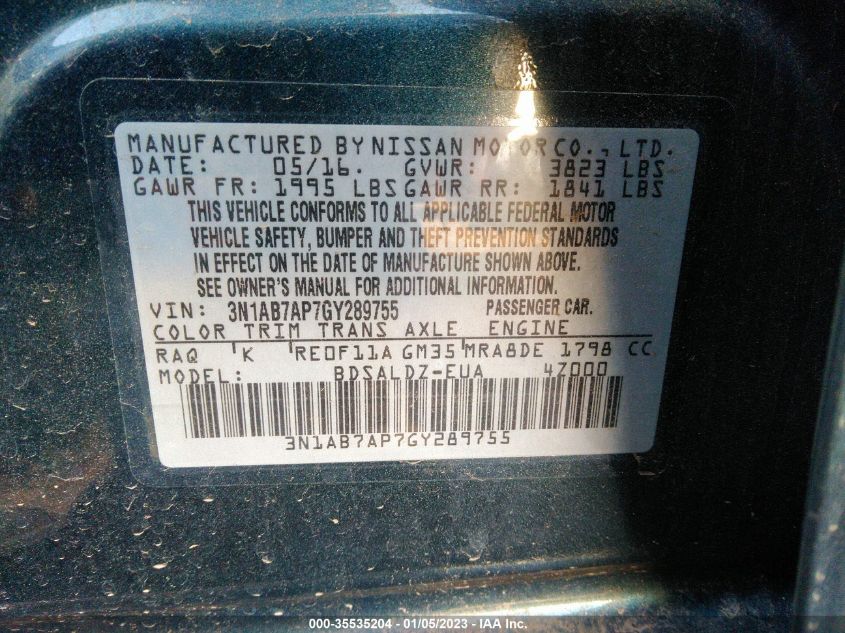 MANUFACTURED BY NISSAN MOTOR CO., LTD.
DATE: 05/16. GVWR: 3823 LBS
GAWR FR: 1995 LBS GAWR RR: 1841 LBS
THIS VEHICLE CONFORMS TO ALL APPLICABLE FEDERAL MOTOR
VEHICLE SAFETY, BUMPER AND THEFT PREVENTION STANDARDS
IN EFFECT ON THE DATE OF MANUFACTURE SHOWN ABOVE.
SEE OWNER'S MANUAL FOR ADDITIONAL INFORMATION.
VIN: 3N1AB7AP7GY289755 PASSENGER CAR.
COLOR TRIM TRANS AXLE ENGINE
RAQ K RE0F11A GM35 MRA8DE 1798 CC
MODEL: BDSALDZ-EUA 4Z000
3N1AB7AP7GY289755
000-35535204 - 01/05/2023 - IAA Inc.